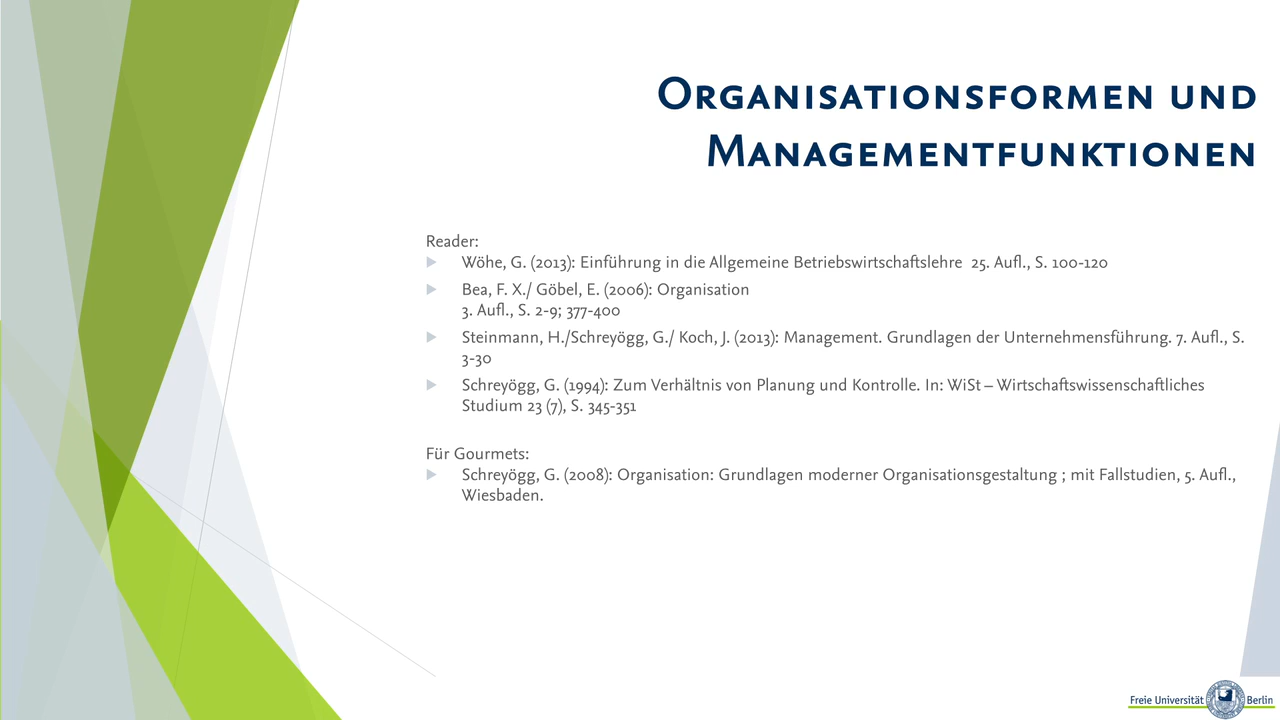 Organisationsformen und
Managementfunktionen
Reader:
Wöhe, G. (2013): Einführung in die Allgemeine Betriebswirtschaftslehre 25. Aufl., S. 100-120
Bea, F. X./ Göbel, E. (2006): Organisation
3. Aufl., S. 2-9; 377-400
Steinmann, H./Schreyögg, G./ Koch, J. (2013): Management. Grundlagen der Unternehmensführung. 7. Aufl., S.
3-30
Schreyögg, G. (1994): Zum Verhältnis von Planung und Kontrolle. In: WiSt – Wirtschaftswissenschaftliches
Studium 23 (7), S. 345-351
Für Gourmets:
Schreyögg, G. (2008): Organisation: Grundlagen moderner Organisationsgestaltung ; mit Fallstudien, 5. Aufl.,
Wiesbaden.
Freie Universität Berlin